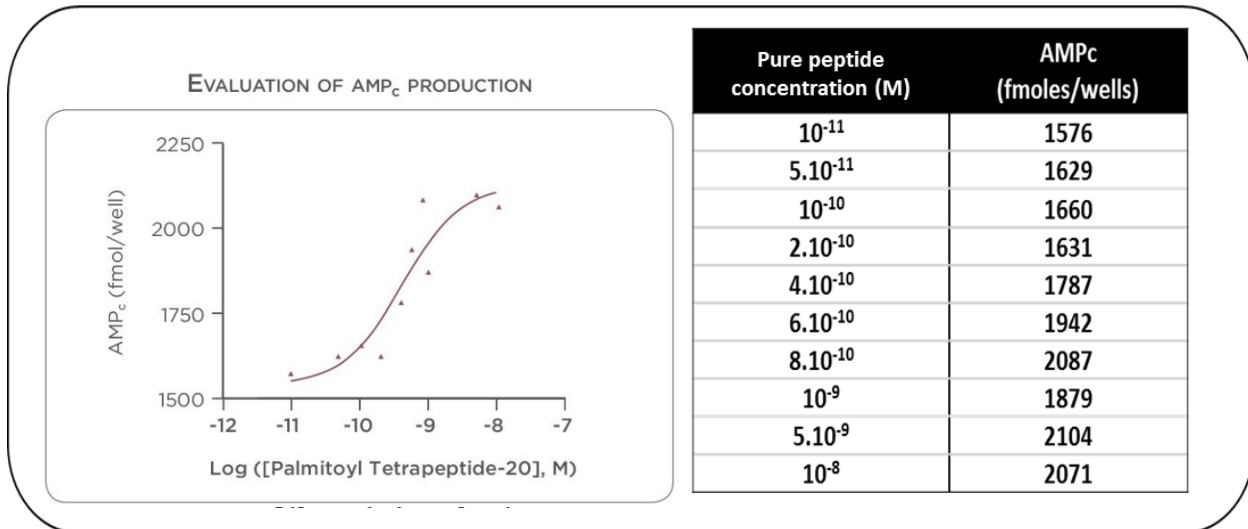 EVALUATION OF AMPc PRODUCTION
2250
2000
1750
1500
AMPc (fmol/well)
-12 -11 -10 -9 -8 -7
Log ([Palmitoyl Tetrapeptide-20], M)
Pure peptide concentration (M) AMPc (fmoles/wells)
10⁻¹¹ 1576
5.10⁻¹¹ 1629
10⁻¹⁰ 1660
2.10⁻¹⁰ 1631
4.10⁻¹⁰ 1787
6.10⁻¹⁰ 1942
8.10⁻¹⁰ 2087
10⁻⁹ 1879
5.10⁻⁹ 2104
10⁻⁸ 2071